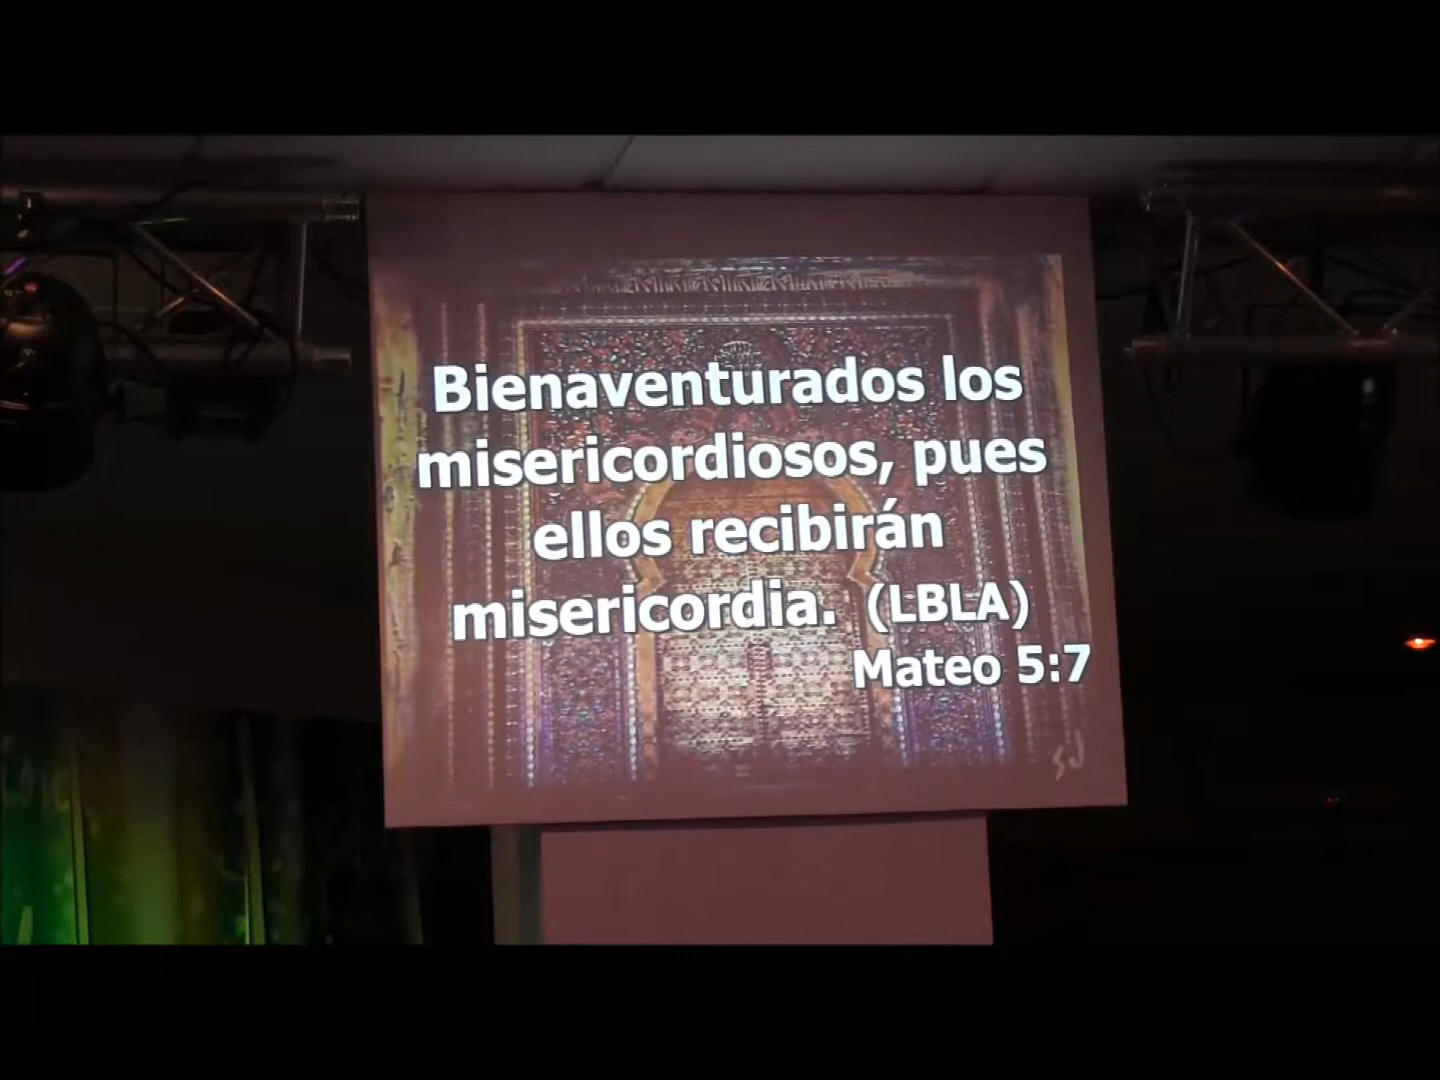 Bienaventurados los
misericordiosos, pues
ellos recibirán
misericordia. (LBLA)
Mateo 5:7